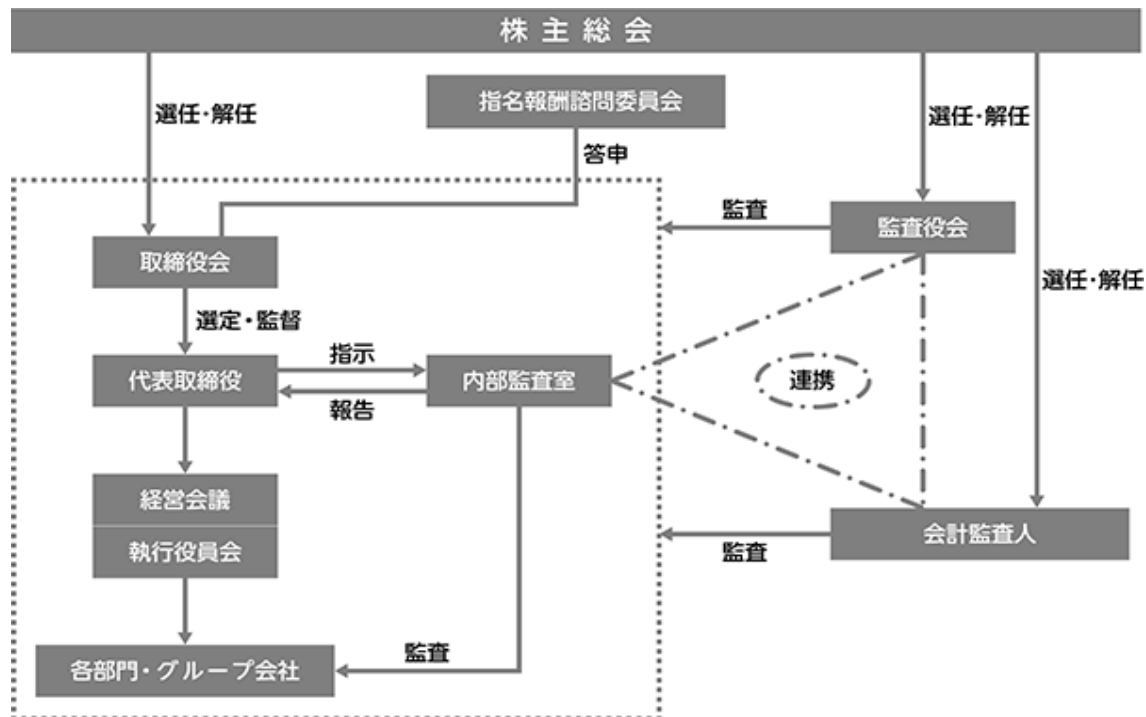 株主総会
指名報酬諮問委員会
選任・解任
選任・解任
答申
監査
監査役会
取締役会
選任・解任
選定・監督
指示
代表取締役
内部監査室
連携
報告
経営会議
執行役員会
会計監査人
監査
監査
各部門・グループ会社